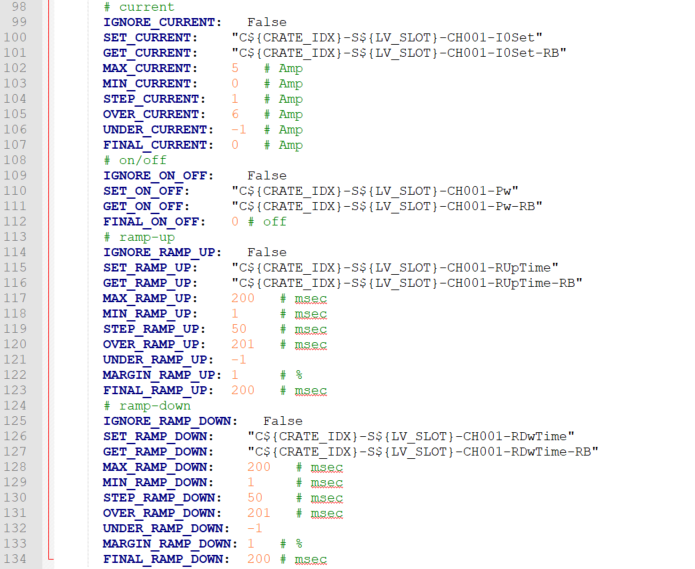 98 # current
99 IGNORE_CURRENT: False
100 SET_CURRENT: "C${CRATE_IDX}-S${LV_SLOT}-CH001-I0Set"
101 GET_CURRENT: "C${CRATE_IDX}-S${LV_SLOT}-CH001-I0Set-RB"
102 MAX_CURRENT: 5 # Amp
103 MIN_CURRENT: 0 # Amp
104 STEP_CURRENT: 1 # Amp
105 OVER_CURRENT: 6 # Amp
106 UNDER_CURRENT: -1 # Amp
107 FINAL_CURRENT: 0 # Amp
108 # on/off
109 IGNORE_ON_OFF: False
110 SET_ON_OFF: "C${CRATE_IDX}-S${LV_SLOT}-CH001-Pw"
111 GET_ON_OFF: "C${CRATE_IDX}-S${LV_SLOT}-CH001-Pw-RB"
112 FINAL_ON_OFF: 0 # off
113 # ramp-up
114 IGNORE_RAMP_UP: False
115 SET_RAMP_UP: "C${CRATE_IDX}-S${LV_SLOT}-CH001-RUpTime"
116 GET_RAMP_UP: "C${CRATE_IDX}-S${LV_SLOT}-CH001-RUpTime-RB"
117 MAX_RAMP_UP: 200 # msec
118 MIN_RAMP_UP: 1 # msec
119 STEP_RAMP_UP: 50 # msec
120 OVER_RAMP_UP: 201 # msec
121 UNDER_RAMP_UP: -1
122 MARGIN_RAMP_UP: 1 # %
123 FINAL_RAMP_UP: 200 # msec
124 # ramp-down
125 IGNORE_RAMP_DOWN: False
126 SET_RAMP_DOWN: "C${CRATE_IDX}-S${LV_SLOT}-CH001-RDwTime"
127 GET_RAMP_DOWN: "C${CRATE_IDX}-S${LV_SLOT}-CH001-RDwTime-RB"
128 MAX_RAMP_DOWN: 200 # msec
129 MIN_RAMP_DOWN: 1 # msec
130 STEP_RAMP_DOWN: 50 # msec
131 OVER_RAMP_DOWN: 201 # msec
132 UNDER_RAMP_DOWN: -1
133 MARGIN_RAMP_DOWN: 1 # %
134 FINAL_RAMP_DOWN: 200 # msec